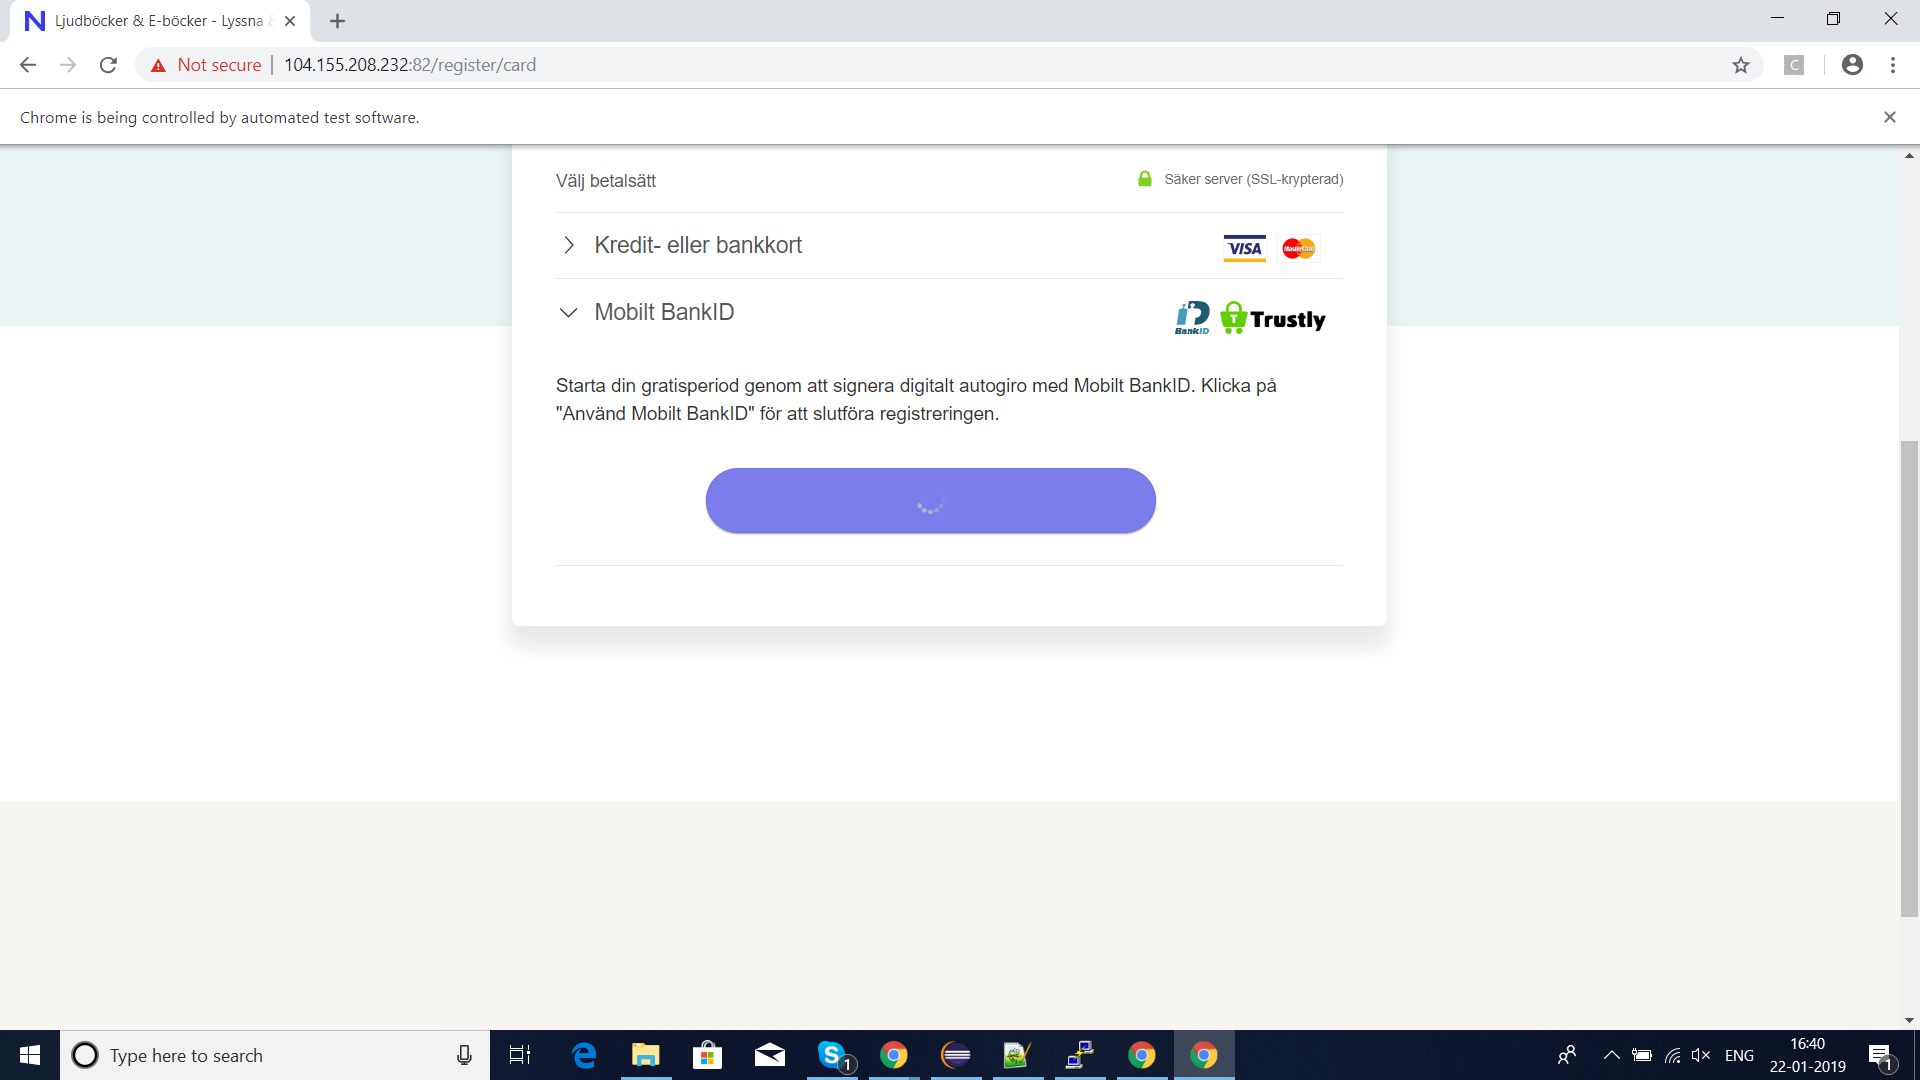 Ljudböcker & E-böcker - Lyssna
Not secure
104.155.208.232:82/register/card
C
Chrome is being controlled by automated test software.
Välj betalsätt
Säker server (SSL-krypterad)
Kredit- eller bankkort
VISA
MasterCard
Mobilt BankID
BankID
T
Trustly
Starta din gratisperiod genom att signera digitalt autogiro med Mobilt BankID. Klicka på
"Använd Mobilt BankID" för att slutföra registreringen.
Type here to search
1
ENG
16:40
22-01-2019
1